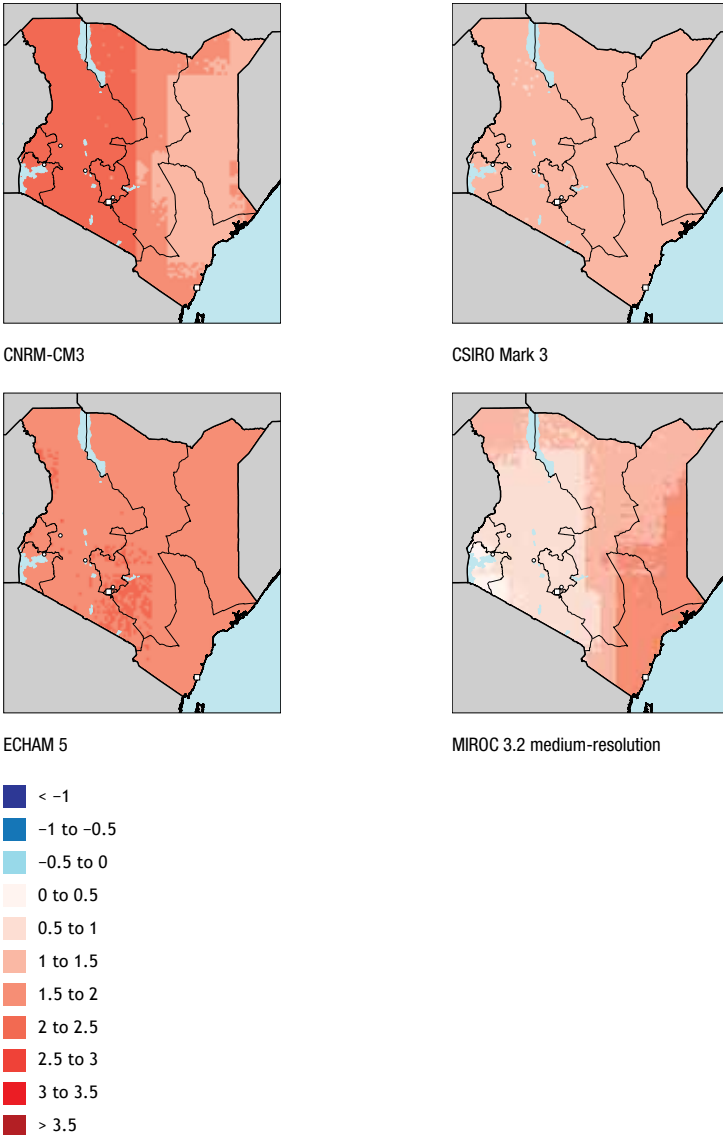 CNRM-CM3
CSIRO Mark 3
ECHAM 5
MIROC 3.2 medium-resolution
< −1
−1 to −0.5
−0.5 to 0
0 to 0.5
0.5 to 1
1 to 1.5
1.5 to 2
2 to 2.5
2.5 to 3
3 to 3.5
> 3.5